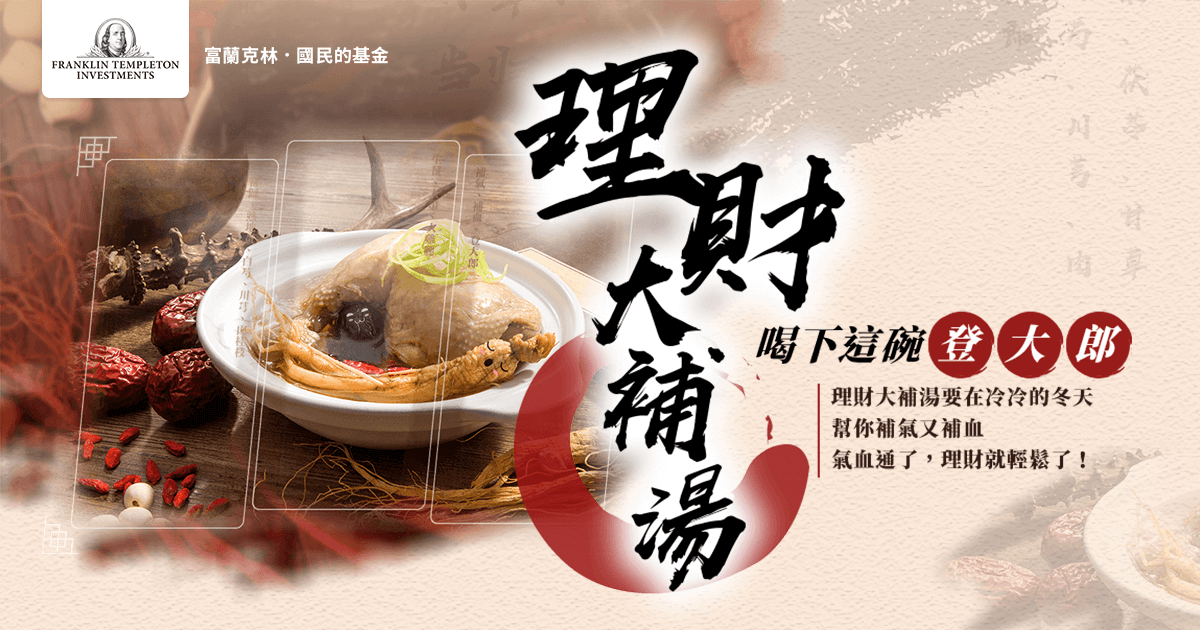 FRANKLIN TEMPLETON
INVESTMENTS
富蘭克林・國民的基金
理財大補湯
喝下這碗登大郎
理財大補湯要在冷冷的冬天
幫你補氣又補血
氣血通了，理財就輕鬆了！